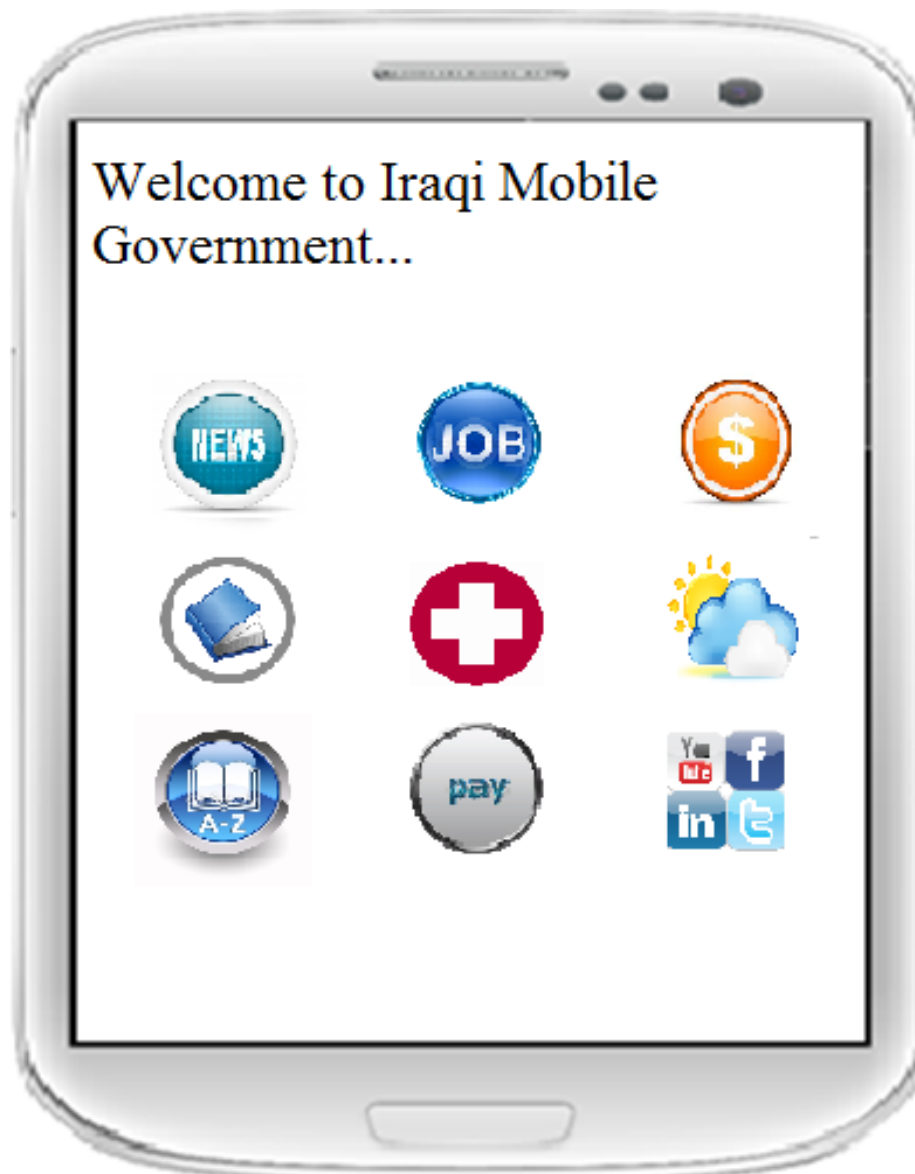 Welcome to Iraqi Mobile
Government...
NEWS
JOB
$
A-Z
pay
You
Tube
f
in
t